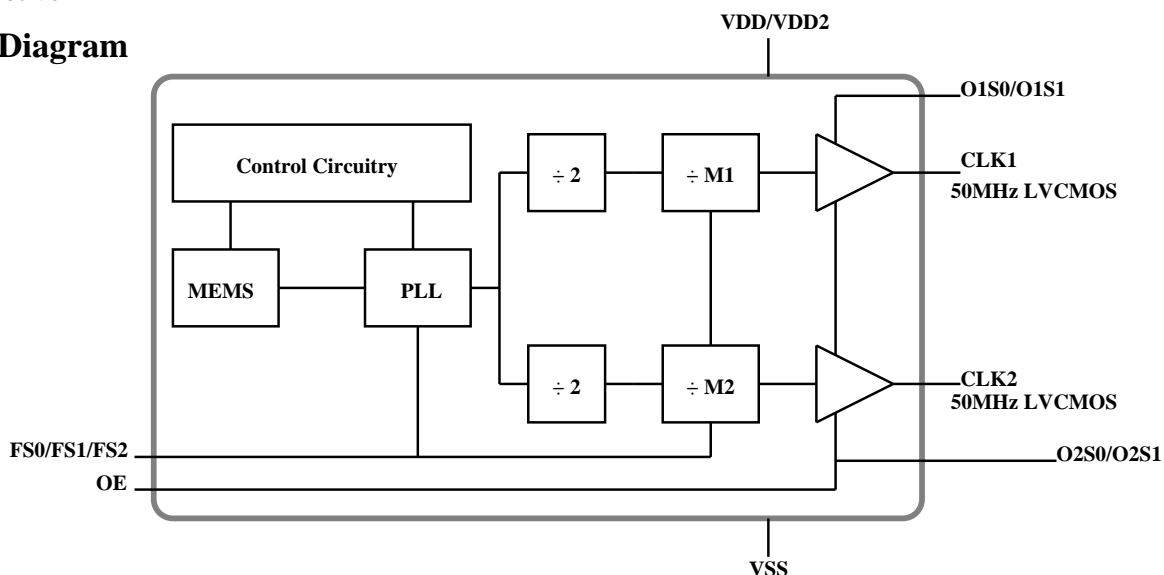 Diagram
VDD/VDD2
O1S0/O1S1
Control Circuitry
÷ 2
÷ M1
CLK1
50MHz LVCMOS
MEMS
PLL
÷ 2
÷ M2
CLK2
50MHz LVCMOS
FS0/FS1/FS2
O2S0/O2S1
OE
VSS